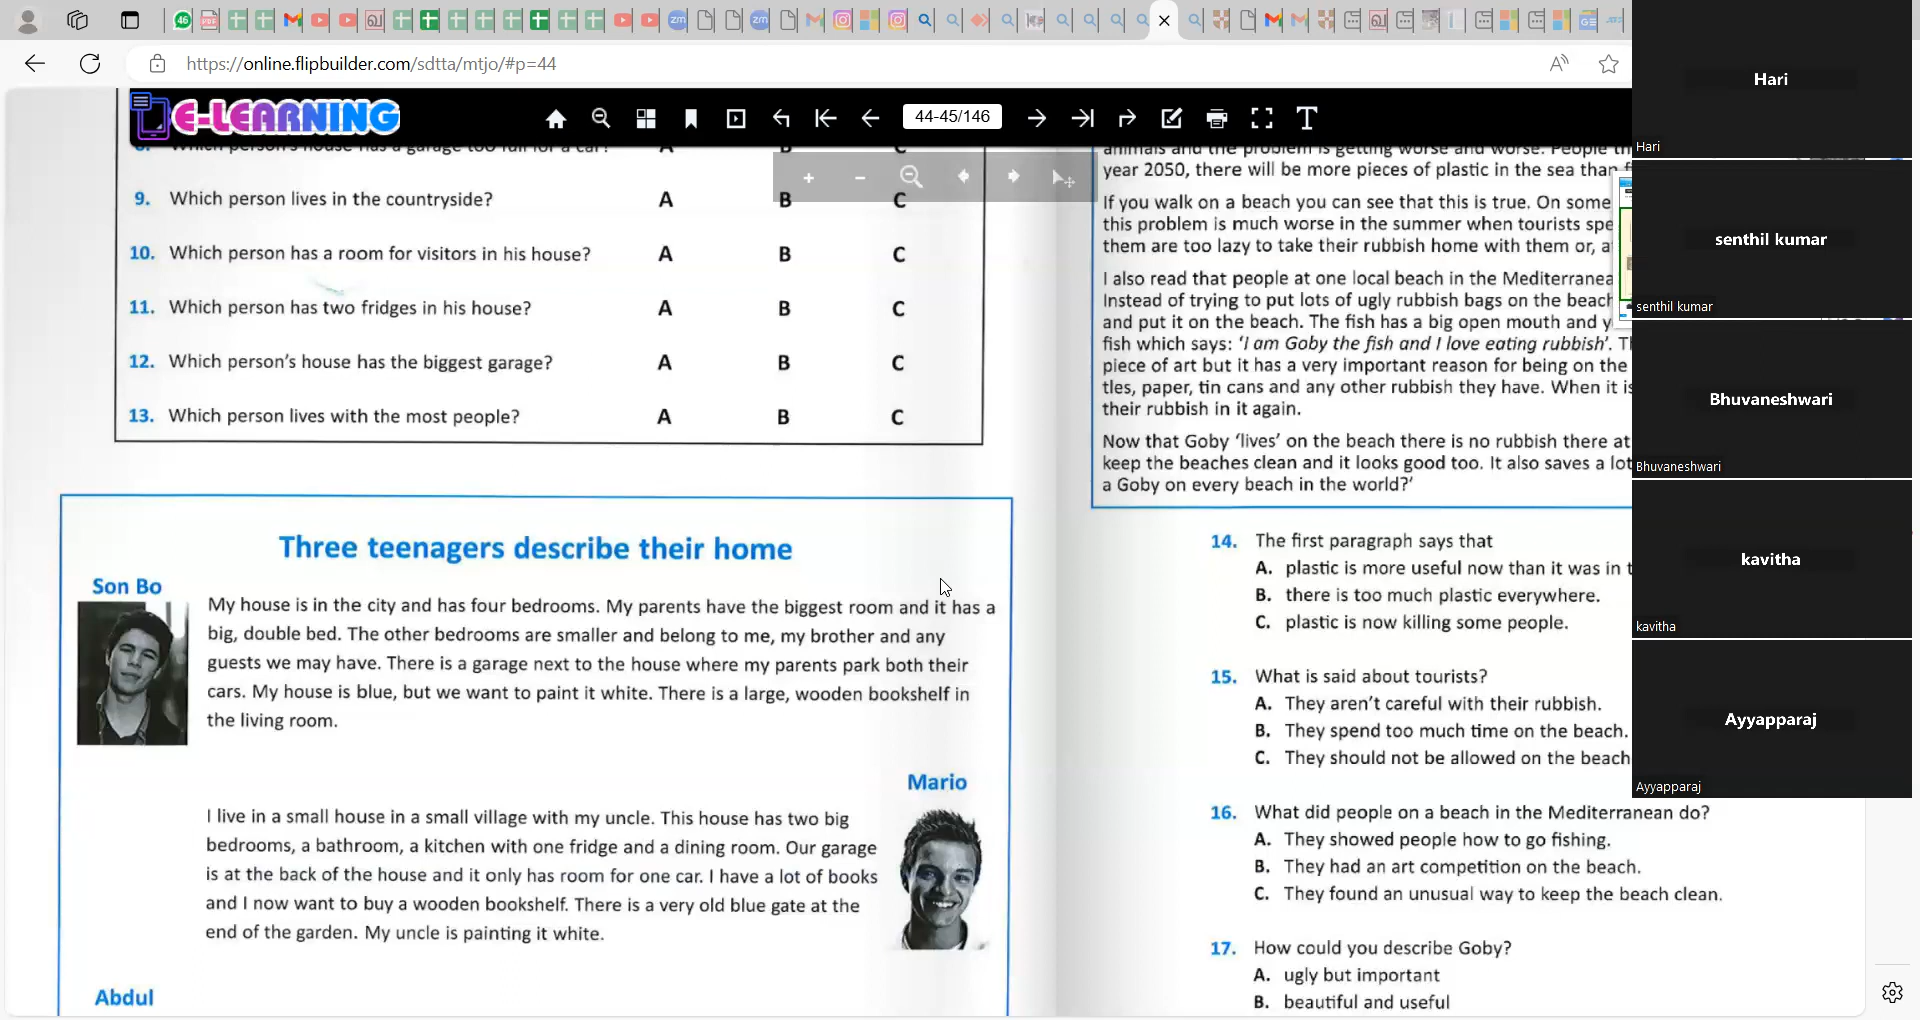 https://online.flipbuilder.com/sdtta/mtjo/#p=44
E-LEARNING
44-45/146
8. Which person's house has a garage too full for a car? A B C
9. Which person lives in the countryside? A B C
10. Which person has a room for visitors in his house? A B C
11. Which person has two fridges in his house? A B C
12. Which person's house has the biggest garage? A B C
13. Which person lives with the most people? A B C
Three teenagers describe their home
Son Bo
My house is in the city and has four bedrooms. My parents have the biggest room and it has a
big, double bed. The other bedrooms are smaller and belong to me, my brother and any
guests we may have. There is a garage next to the house where my parents park both their
cars. My house is blue, but we want to paint it white. There is a large, wooden bookshelf in
the living room.
Mario
I live in a small house in a small village with my uncle. This house has two big
bedrooms, a bathroom, a kitchen with one fridge and a dining room. Our garage
is at the back of the house and it only has room for one car. I have a lot of books
and I now want to buy a wooden bookshelf. There is a very old blue gate at the
end of the garden. My uncle is painting it white.
Abdul
animals and the problem is getting worse and worse. People
year 2050, there will be more pieces of plastic in the sea than
If you walk on a beach you can see that this is true. On some
this problem is much worse in the summer when tourists spe
them are too lazy to take their rubbish home with them or, a
I also read that people at one local beach in the Mediterranea
Instead of trying to put lots of ugly rubbish bags on the beach
and put it on the beach. The fish has a big open mouth and y
fish which says: 'I am Goby the fish and I love eating rubbish'. T
piece of art but it has a very important reason for being on the
tles, paper, tin cans and any other rubbish they have. When it is
their rubbish in it again.
Now that Goby 'lives' on the beach there is no rubbish there at
keep the beaches clean and it looks good too. It also saves a lot
a Goby on every beach in the world?'
14. The first paragraph says that
A. plastic is more useful now than it was in t
B. there is too much plastic everywhere.
C. plastic is now killing some people.
15. What is said about tourists?
A. They aren't careful with their rubbish.
B. They spend too much time on the beach.
C. They should not be allowed on the beach
16. What did people on a beach in the Mediterranean do?
A. They showed people how to go fishing.
B. They had an art competition on the beach.
C. They found an unusual way to keep the beach clean.
17. How could you describe Goby?
A. ugly but important
B. beautiful and useful
Hari
Hari
senthil kumar
senthil kumar
Bhuvaneshwari
Bhuvaneshwari
kavitha
kavitha
Ayyapparaj
Ayyapparaj